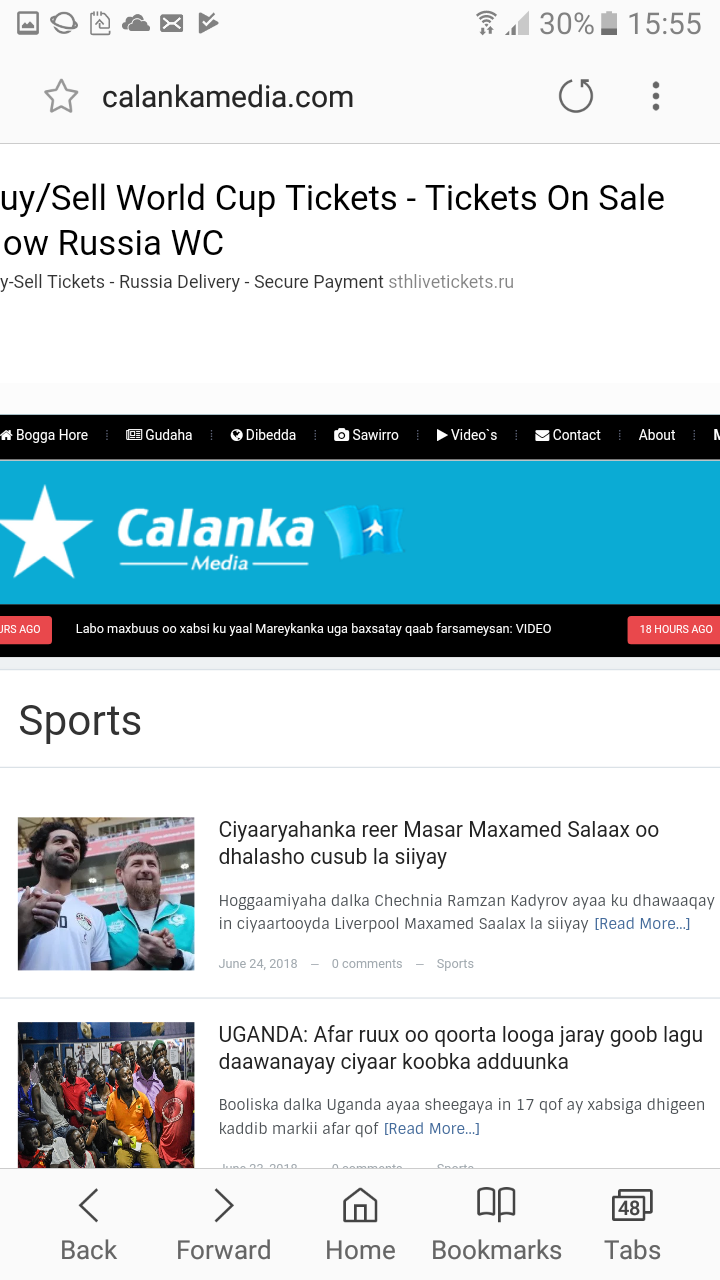 30% 15:55
calankamedia.com
uy/Sell World Cup Tickets - Tickets On Sale
ow Russia WC
y-Sell Tickets - Russia Delivery - Secure Payment sthlivetickets.ru
Bogga Hore Gudaha Dibedda Sawirro Video`s Contact About
Calanka
Media
URS AGO Labo maxbuus oo xabsi ku yaal Mareykanka uga baxsatay qaab farsameysan: VIDEO 18 HOURS AGO
Sports
Ciyaaryahanka reer Masar Maxamed Salaax oo
dhalasho cusub la siiyay
Hoggaamiyaha dalka Chechnia Ramzan Kadyrov ayaa ku dhawaaqay
in ciyaartooyda Liverpool Maxamed Saalax la siiyay [Read More...]
June 24, 2018 — 0 comments — Sports
UGANDA: Afar ruux oo qoorta looga jaray goob lagu
daawanayay ciyaar koobka adduunka
Booliska dalka Uganda ayaa sheegaya in 17 qof ay xabsiga dhigeen
kaddib markii afar qof [Read More...]
June 23, 2018 — 0 comments — Sports
48
Back Forward Home Bookmarks Tabs